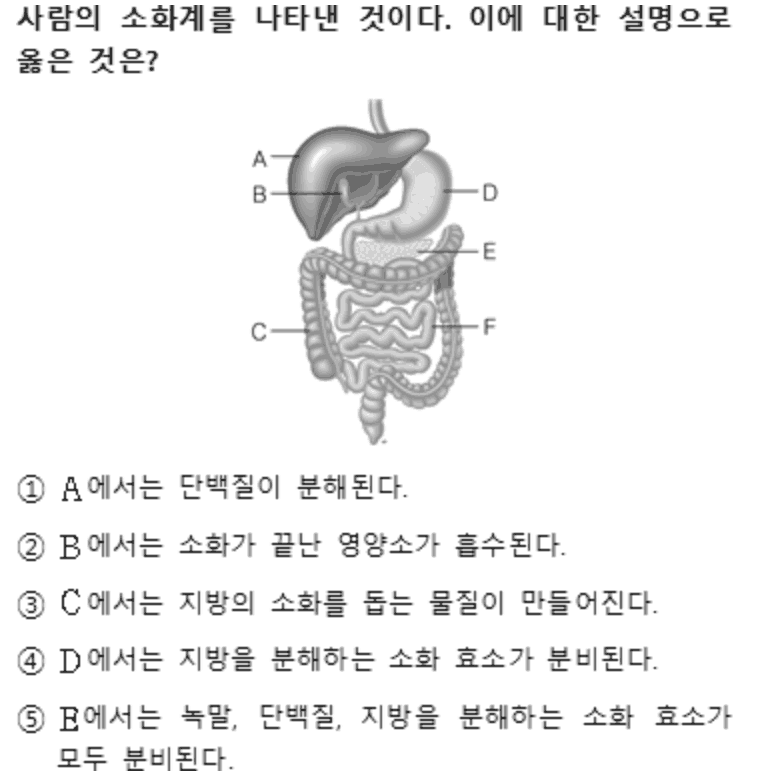 사람의 소화계를 나타낸 것이다. 이에 대한 설명으로
옳은 것은?
A
B
D
E
C
F
① A에서는 단백질이 분해된다.
② B에서는 소화가 끝난 영양소가 흡수된다.
③ C에서는 지방의 소화를 돕는 물질이 만들어진다.
④ D에서는 지방을 분해하는 소화 효소가 분비된다.
⑤ E에서는 녹말, 단백질, 지방을 분해하는 소화 효소가
모두 분비된다.